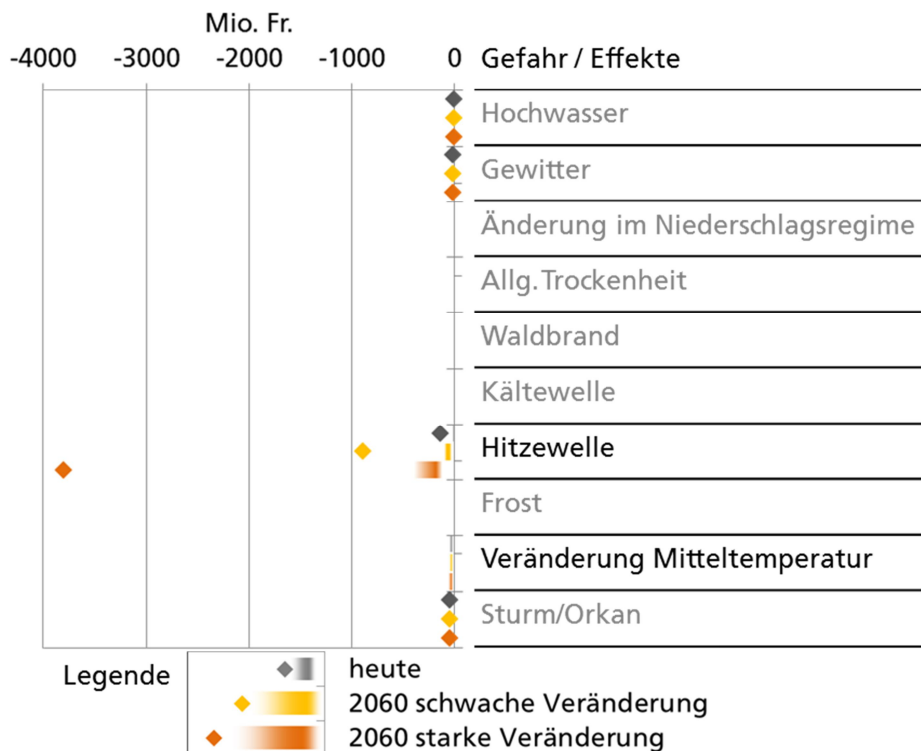 Mio. Fr.
-4000 -3000 -2000 -1000 0 Gefahr / Effekte
Hochwasser
Gewitter
Änderung im Niederschlagsregime
Allg. Trockenheit
Waldbrand
Kältewelle
Hitzewelle
Frost
Veränderung Mitteltemperatur
Sturm/Orkan
Legende
heute
2060 schwache Veränderung
2060 starke Veränderung